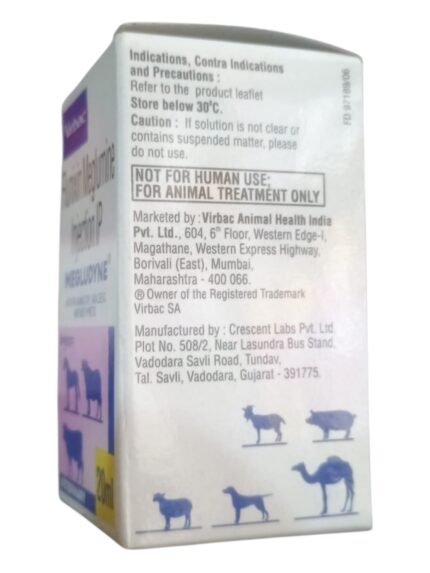 Indications, Contra Indications
and Precautions :
Refer to the product leaflet
Store below 30°C.
Caution : If solution is not clear or
contains suspended matter, please
do not use.
NOT FOR HUMAN USE;
FOR ANIMAL TREATMENT ONLY
Marketed by : Virbac Animal Health India
Pvt. Ltd., 604, 6th Floor, Western Edge-I,
Magathane, Western Express Highway,
Borivali (East), Mumbai,
Maharashtra - 400 066.
® Owner of the Registered Trademark
Virbac SA
Manufactured by : Crescent Labs Pvt. Ltd.
Plot No. 508/2, Near Lasundra Bus Stand,
Vadodara Savli Road, Tundav,
Tal. Savli, Vadodara, Gujarat - 391775.
FD 97189/06
Virbac
Flunixin Meglumine
Injection IP
MEGLUDYNE
20ml